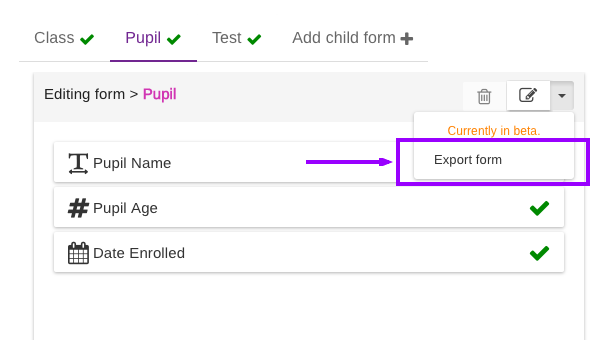 Class Pupil Test Add child form
Editing form > Pupil
Currently in beta.
Export form
Pupil Name
Pupil Age
Date Enrolled